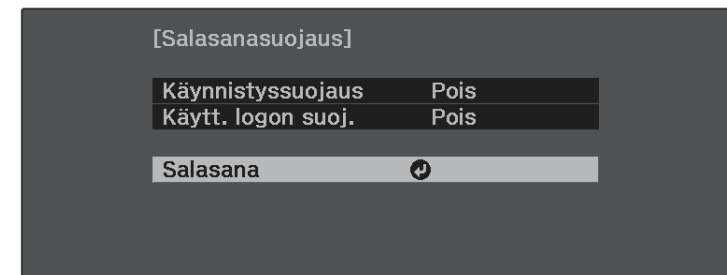 [Salasanasuojaus]
Käynnistyssuojaus Pois
Käytt. logon suoj. Pois
Salasana